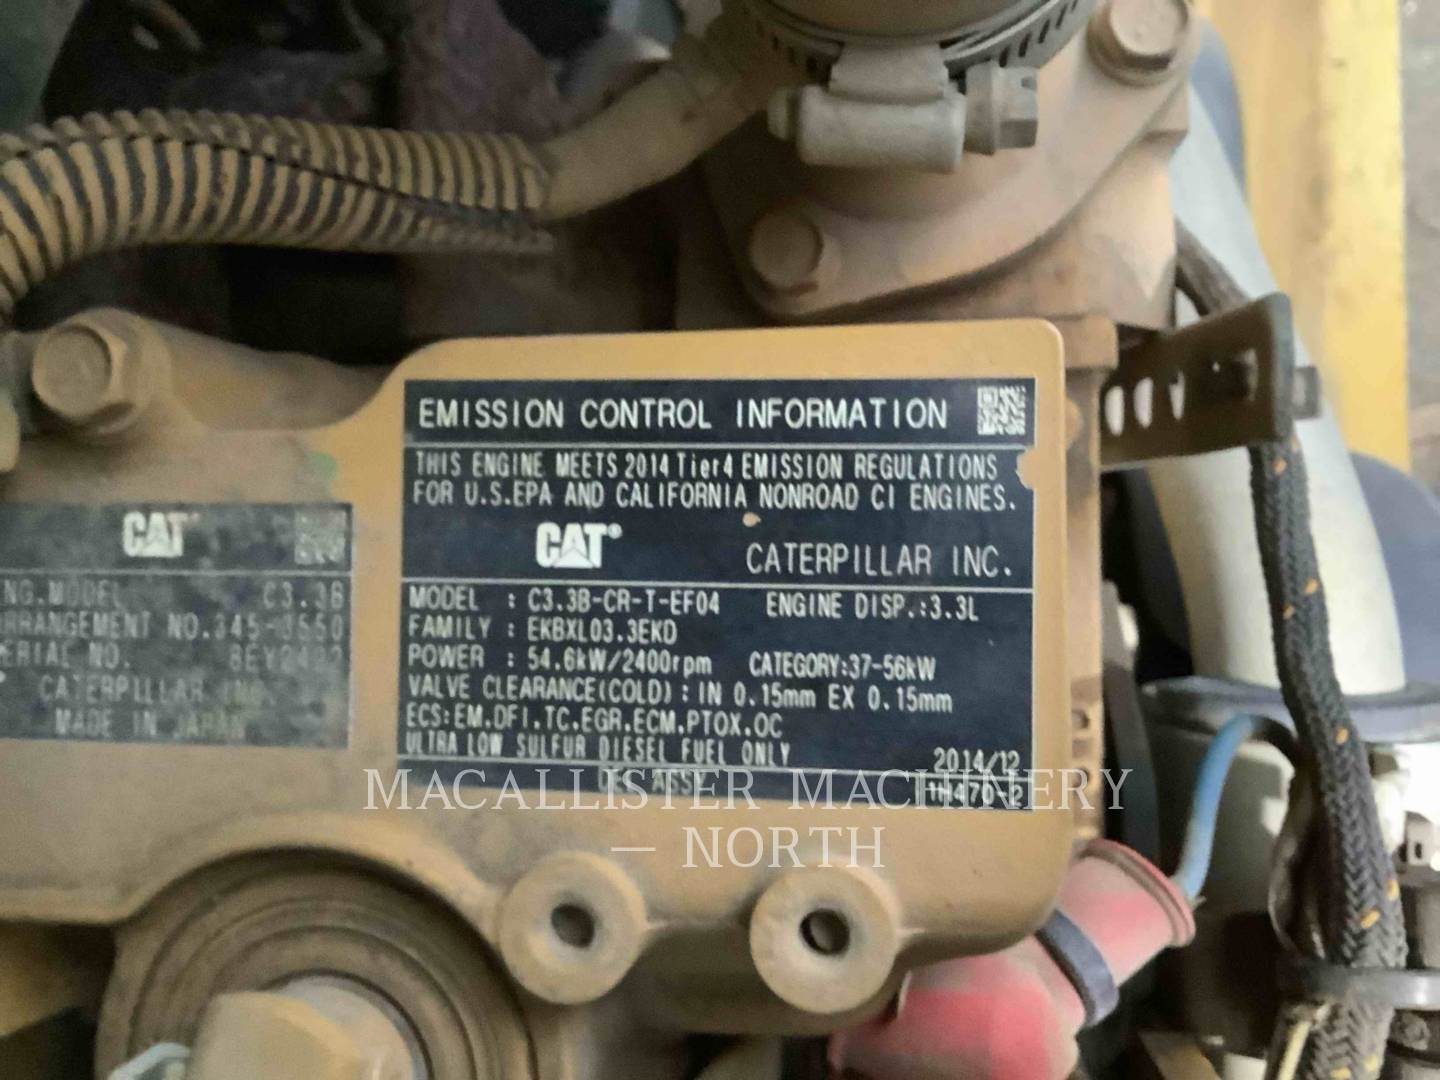 EMISSION CONTROL INFORMATION
THIS ENGINE MEETS 2014 Tier4 EMISSION REGULATIONS
FOR U.S.EPA AND CALIFORNIA NONROAD CI ENGINES.
CAT®
CATERPILLAR INC.
MODEL : C3.3B-CR-T-EF04 ENGINE DISP.:3.3L
FAMILY : EKBXL03.3EKD
POWER : 54.6kW/2400rpm CATEGORY:37-56kW
VALVE CLEARANCE(COLD): IN 0.15mm EX 0.15mm
ECS:EM.DFI.TC.EGR.ECM.PTOX.OC
ULTRA LOW SULFUR DIESEL FUEL ONLY
2014/12
ASSY
1H470-2
CAT
NG.MODEL C3.3B
RRANGEMENT NO.345-3550
ERIAL NO.
CATERPILLAR INC.
MADE IN JAPAN
MACALLISTER MACHINERY
— NORTH